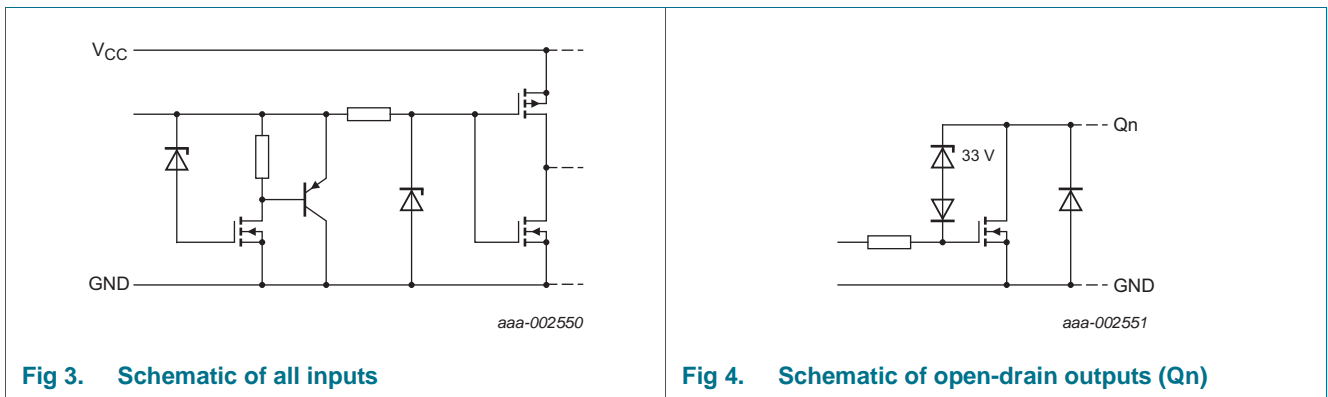 VCC
GND
aaa-002550
Fig 3. Schematic of all inputs
Qn
33 V
GND
aaa-002551
Fig 4. Schematic of open-drain outputs (Qn)